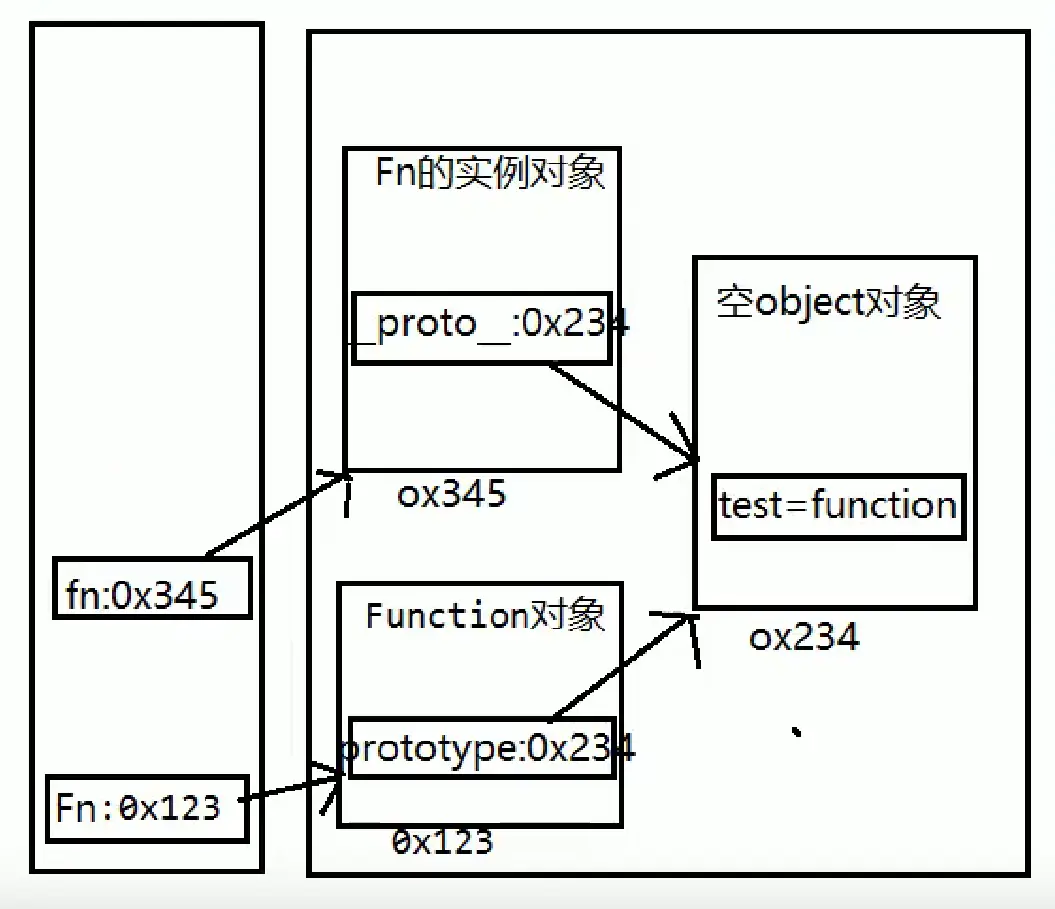 Fn的实例对象
__proto__:0x234
ox345
空object对象
test=function
ox234
fn:0x345
Function对象
prototype:0x234
0x123
Fn:0x123